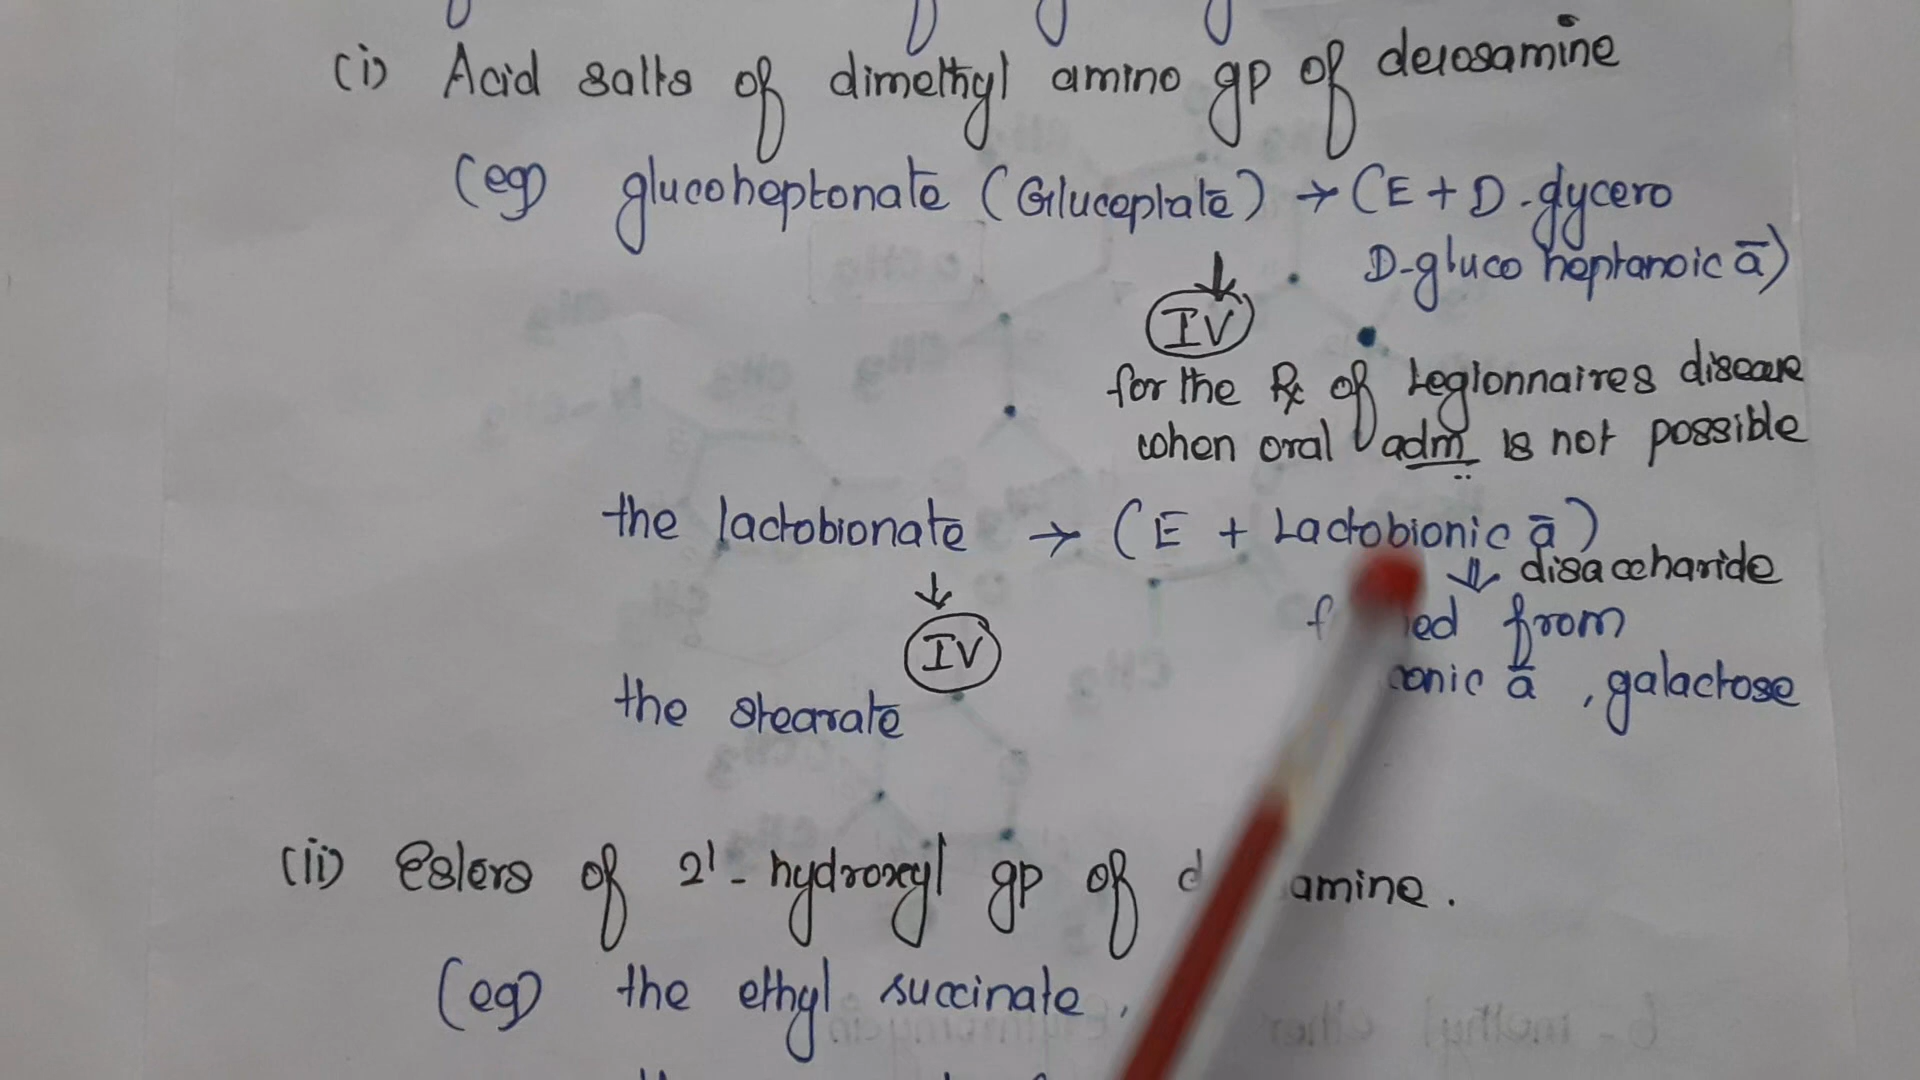 (i) Acid salts of dimethyl amino gp of desosamine
(eg) glucoheptonate (Gluceptate) → (E + D-glycero
D-gluco heptanoic ā)
↓
IV
for the Rx of Legionnaires disease
when oral adm is not possible
the lactobionate → (E + Lactobionic ā)
↓ ⇓ disaccharide
IV from
onic ā, galactose
the stearate
(ii) Esters of 2'-hydroxyl gp of amine.
(eg) the ethyl succinate,